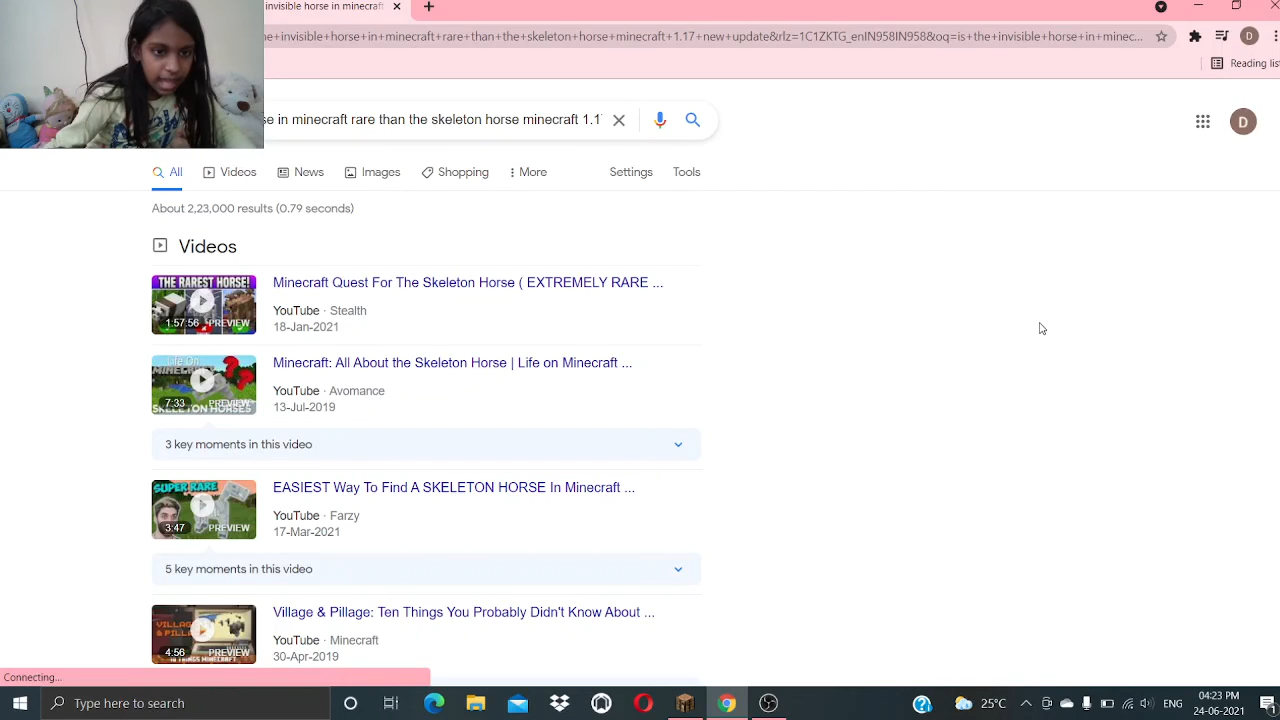 inecraft
e+invisible+horse+in+minecraft+rare+than+the+skeleton+horse+minecraft+1.17+new+update&rlz=1C1ZKTG_enIN958IN958&oq=is+the+invisible+horse+in+minec...
D
Reading list
se in minecraft rare than the skeleton horse minecraft 1.1
D
All
Videos
News
Images
Shopping
More
Settings
Tools
About 2,23,000 results (0.79 seconds)
Videos
THE RAREST HORSE!
1:57:56
PREVIEW
Minecraft Quest For The Skeleton Horse ( EXTREMELY RARE ...
YouTube · Stealth
18-Jan-2021
Life On
MINECRAFT
7:33
PREVIEW
SKELETON HORSES
Minecraft: All About the Skeleton Horse | Life on Minecraft ...
YouTube · Avomance
13-Jul-2019
3 key moments in this video
SUPER RARE
3:47
PREVIEW
EASIEST Way To Find A SKELETON HORSE In Minecraft ...
YouTube · Farzy
17-Mar-2021
5 key moments in this video
4:56
PREVIEW
Village & Pillage: Ten Things You Probably Didn't Know About ...
YouTube · Minecraft
30-Apr-2019
Connecting...
Type here to search
25°C
ENG
04:23 PM
24-06-2021
1